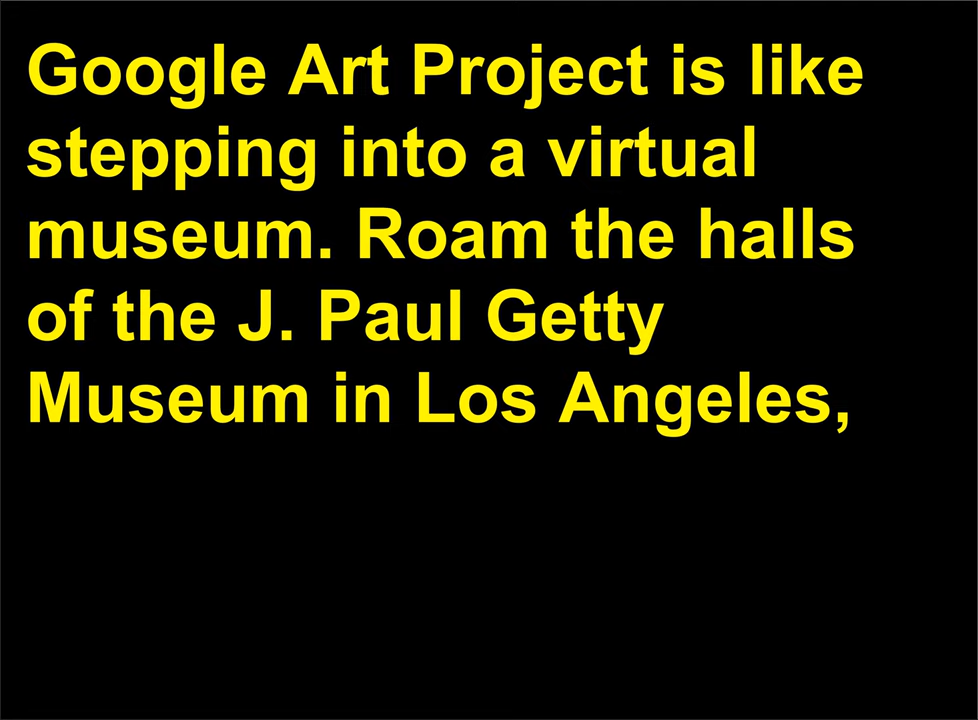 Google Art Project is like
stepping into a virtual
museum. Roam the halls
of the J. Paul Getty
Museum in Los Angeles,